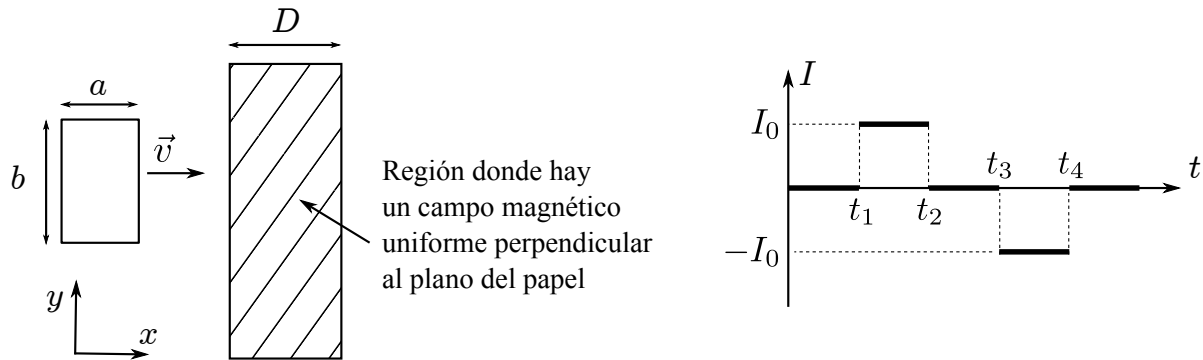 D
a
b
v⃗
Región donde hay
un campo magnético
uniforme perpendicular
al plano del papel
y
x
I
I₀
t₃ t₄ t
t₁ t₂
−I₀